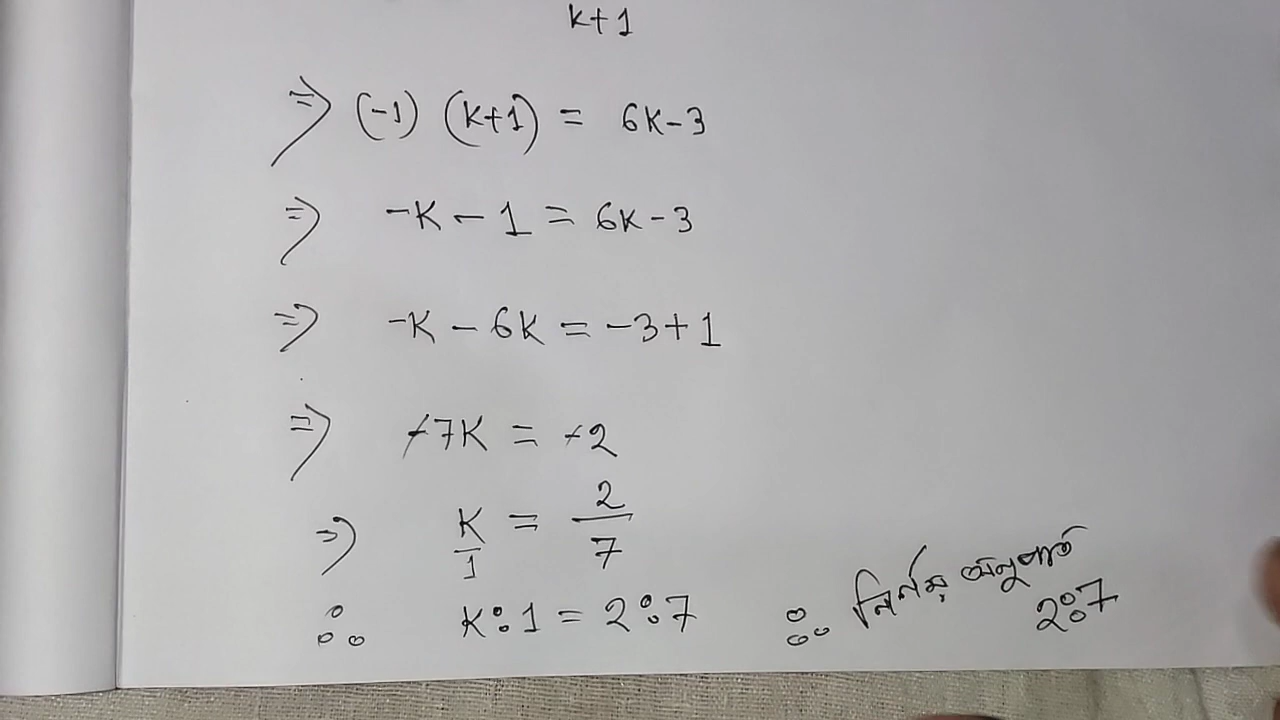 k+1
⇒ (-1) (k+1) = 6k-3
⇒ -k - 1 = 6k-3
⇒ -k - 6k = -3+1
⇒ -7k = -2
⇒ k/1 = 2/7
∴ k:1 = 2:7 ∴ নির্ণেয় অনুপাত
2:7